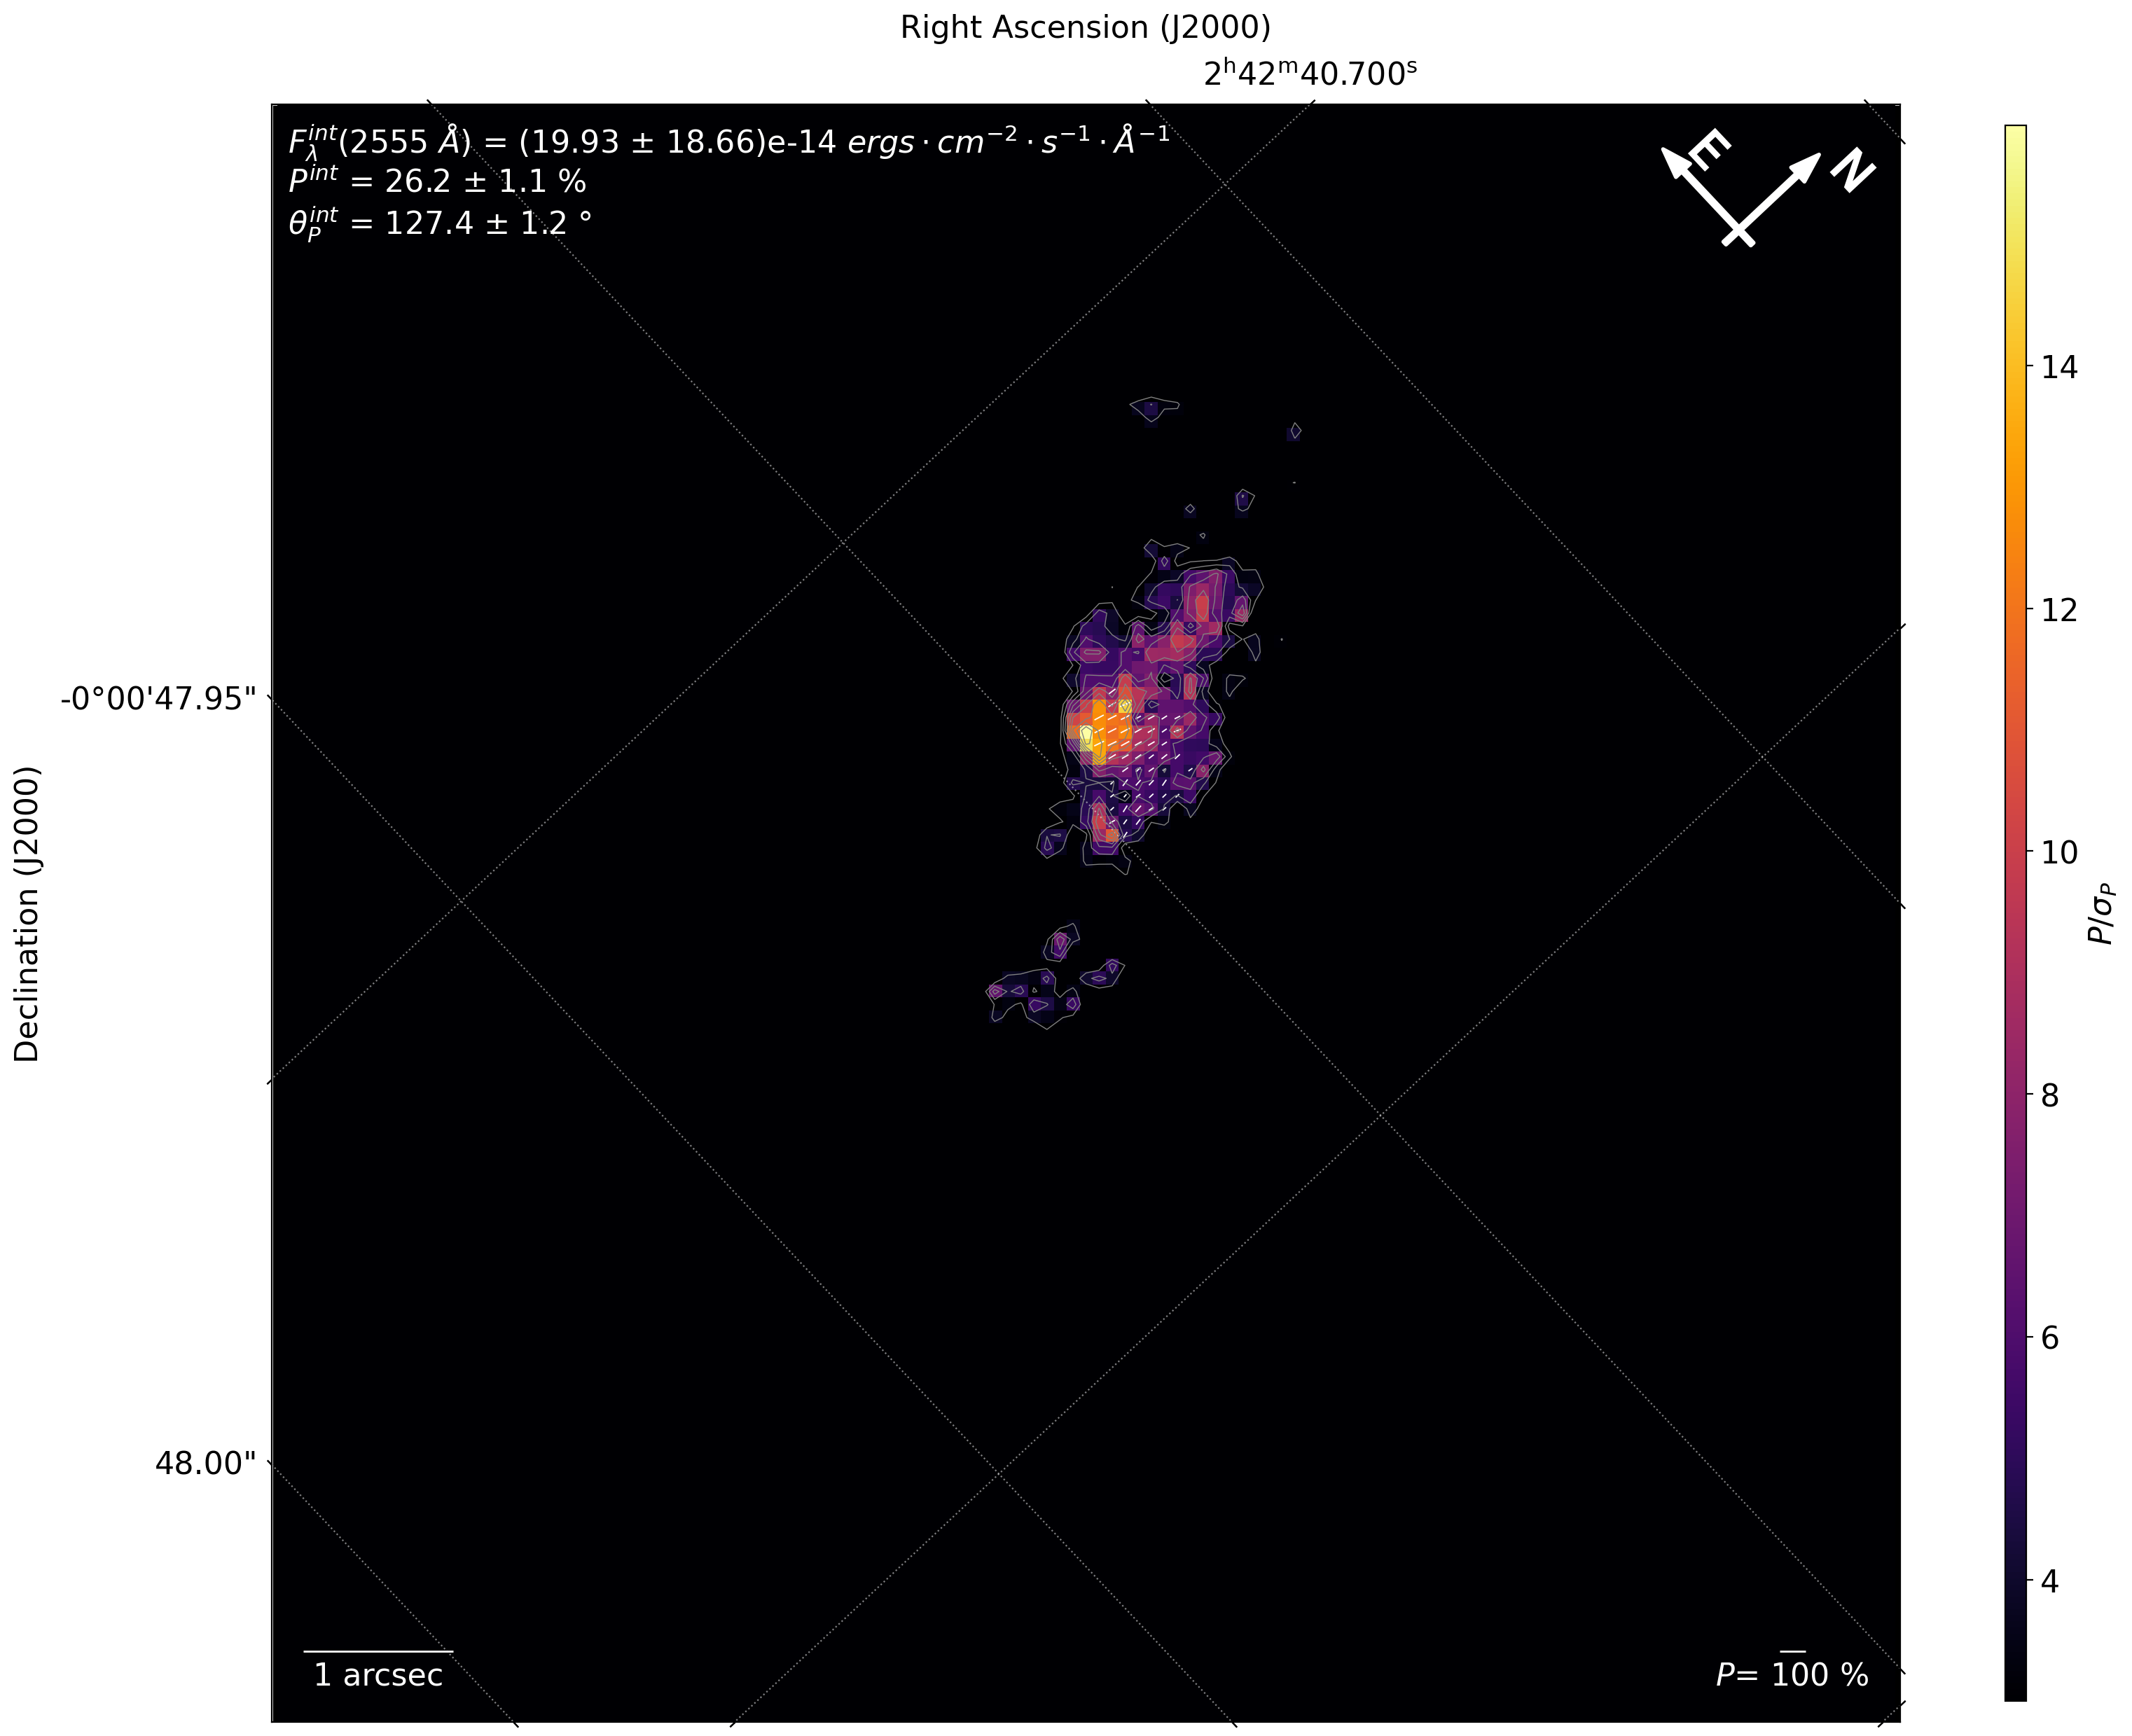 Right Ascension (J2000)
2h42m40.700s
F_λ^int(2555 Å) = (19.93 ± 18.66)e-14 ergs · cm⁻² · s⁻¹ · Å⁻¹
P^int = 26.2 ± 1.1 %
θ_P^int = 127.4 ± 1.2 °
E
N
14
12
-0°00'47.95"
10
Declination (J2000)
P/σ_P
8
6
48.00"
4
1 arcsec
P= 100 %